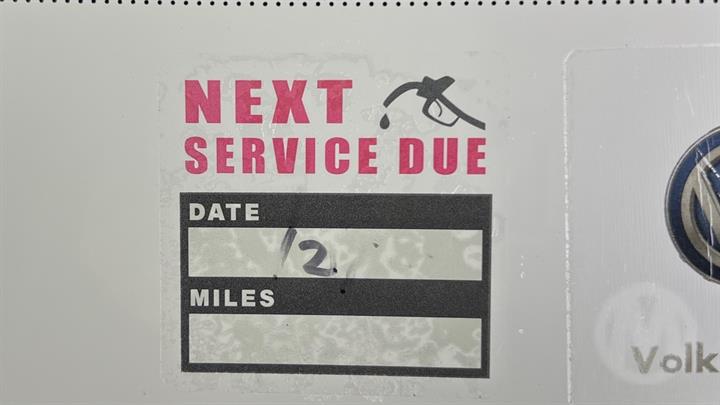 NEXT
SERVICE DUE
DATE
12.
MILES
Volk